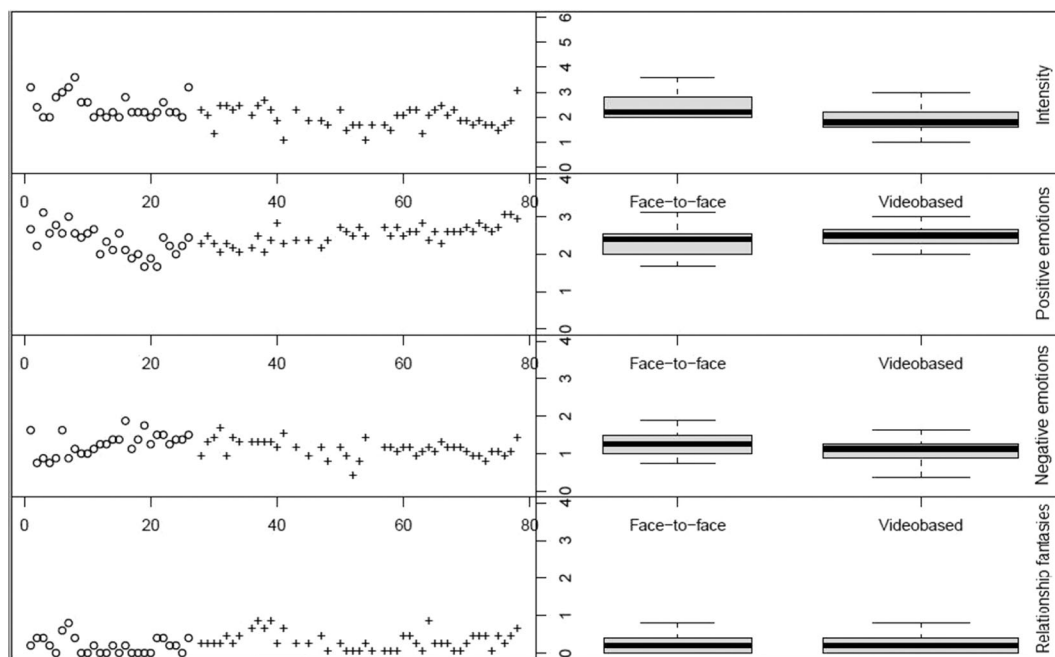 0 1 2 3 4 5 6
Intensity
0 20 40 60 80
Face-to-face Videobased
0 1 2 3 4
Positive emotions
0 20 40 60 80
Face-to-face Videobased
0 1 2 3 4
Negative emotions
0 20 40 60 80
Face-to-face Videobased
0 1 2 3 4
Relationship fantasies